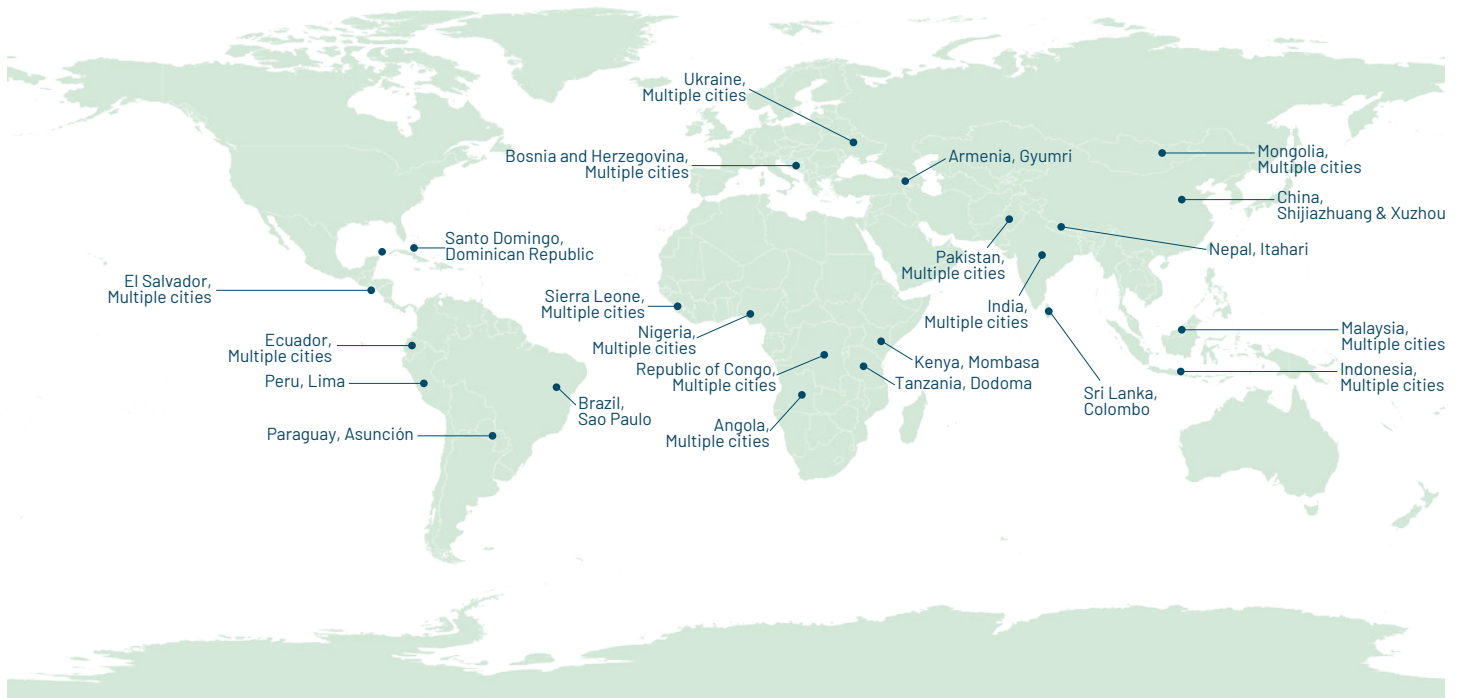 Ukraine,
Multiple cities
Bosnia and Herzegovina,
Multiple cities
Armenia, Gyumri
Mongolia,
Multiple cities
China,
Shijiazhuang & Xuzhou
Santo Domingo,
Dominican Republic
Nepal, Itahari
Pakistan,
Multiple cities
El Salvador,
Multiple cities
Sierra Leone,
Multiple cities
India,
Multiple cities
Nigeria,
Multiple cities
Malaysia,
Multiple cities
Ecuador,
Multiple cities
Kenya, Mombasa
Republic of Congo,
Multiple cities
Indonesia,
Multiple cities
Peru, Lima
Tanzania, Dodoma
Sri Lanka,
Colombo
Brazil,
Sao Paulo
Angola,
Multiple cities
Paraguay, Asunción